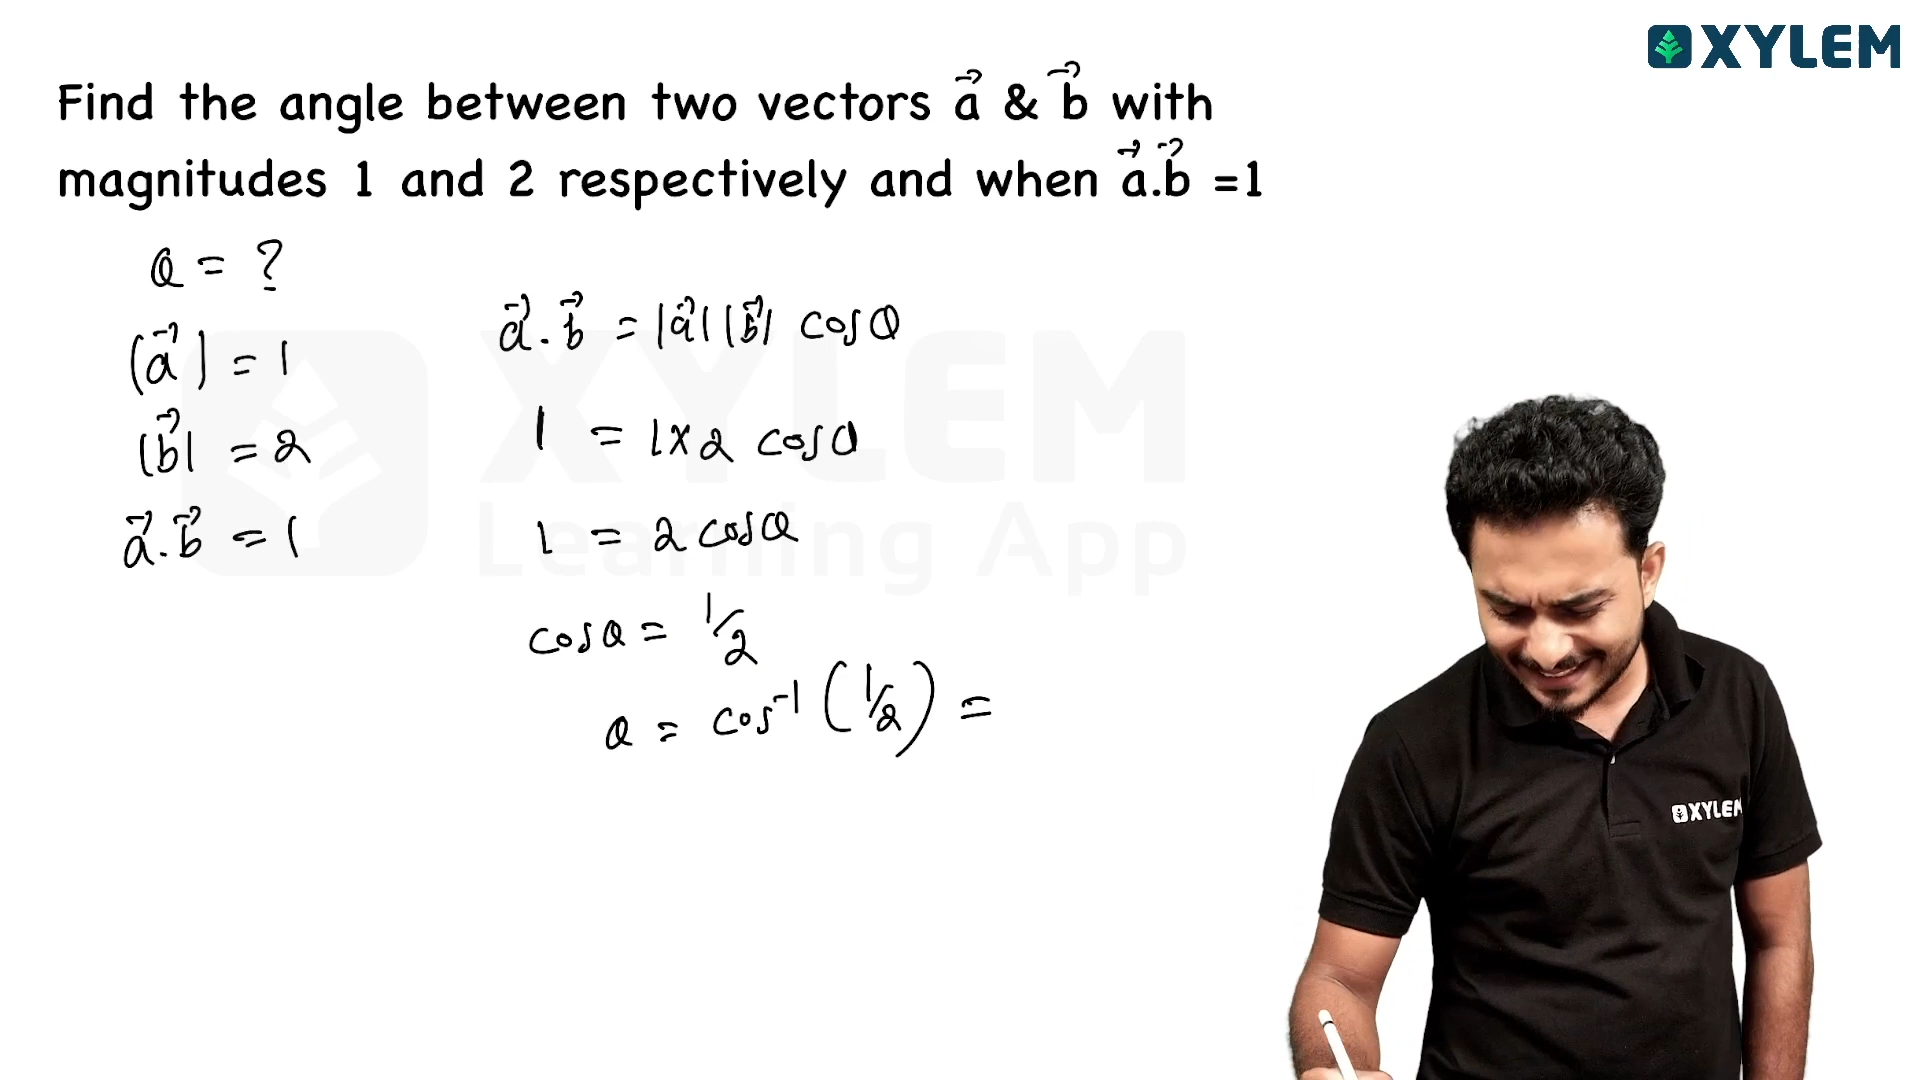 XYLEM
Find the angle between two vectors a⃗ & b⃗ with
magnitudes 1 and 2 respectively and when a⃗.b⃗ =1
θ = ?
|a⃗| = 1
|b⃗| = 2
a⃗.b⃗ = 1
a⃗.b⃗ = |a⃗||b⃗| cosθ
1 = 1×2 cosθ
1 = 2cosθ
cosθ = 1/2
θ = cos⁻¹(1/2) =
XYLEM
Learning App
XYLEM